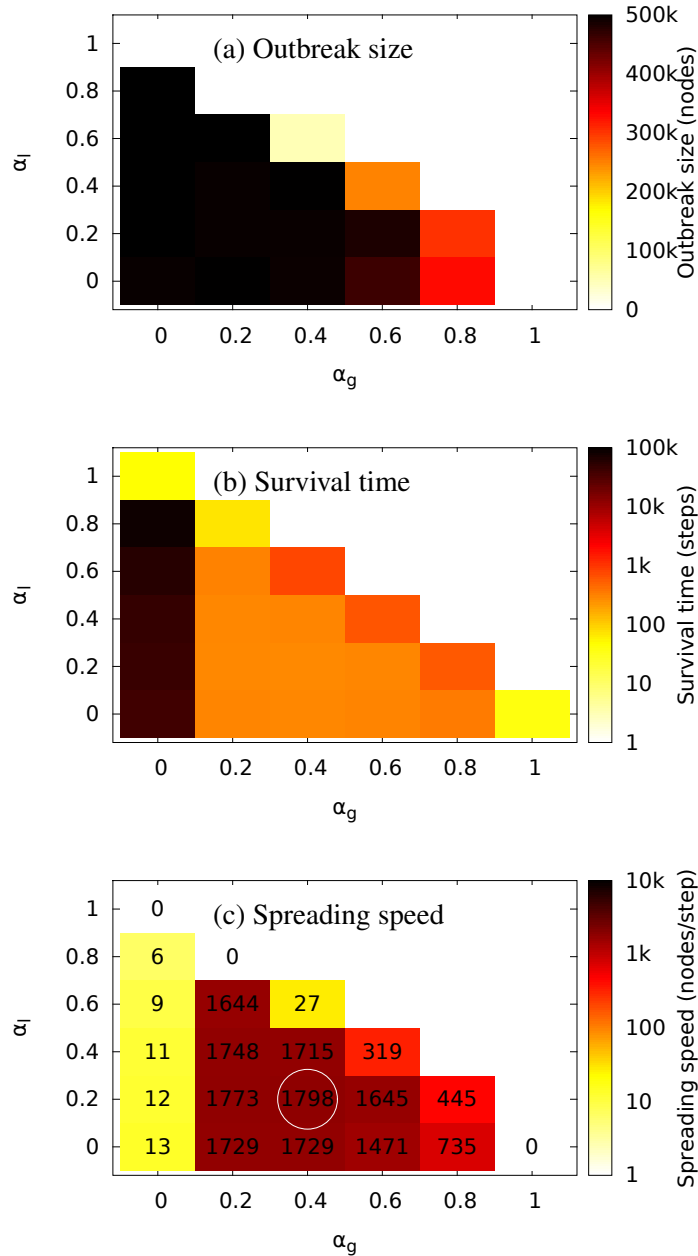 (a) Outbreak size
1
0.8
0.6
0.4
0.2
0
αl
0 0.2 0.4 0.6 0.8 1
αg
500k
400k
300k
200k
100k
0
Outbreak size (nodes)
(b) Survival time
1
0.8
0.6
0.4
0.2
0
αl
0 0.2 0.4 0.6 0.8 1
αg
100k
10k
1k
100
10
1
Survival time (steps)
(c) Spreading speed
1 0
0.8 6 0
0.6 9 1644 27
0.4 11 1748 1715 319
0.2 12 1773 1798 1645 445
0 13 1729 1729 1471 735 0
αl
0 0.2 0.4 0.6 0.8 1
αg
10k
1k
100
10
1
Spreading speed (nodes/step)